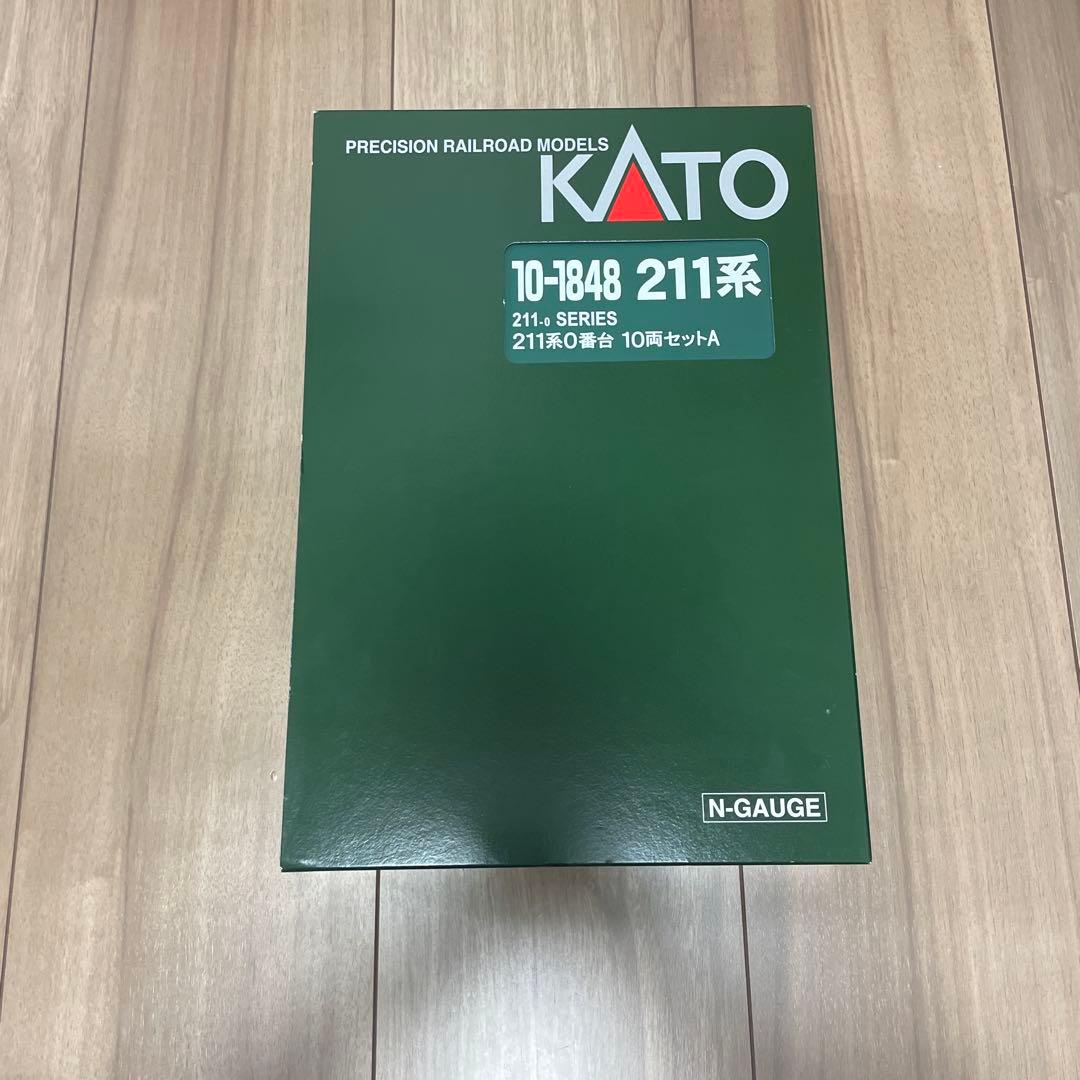 PRECISION RAILROAD MODELS
KATO
10-1848 211系
211-0 SERIES
211系0番台 10両セットA
N-GAUGE